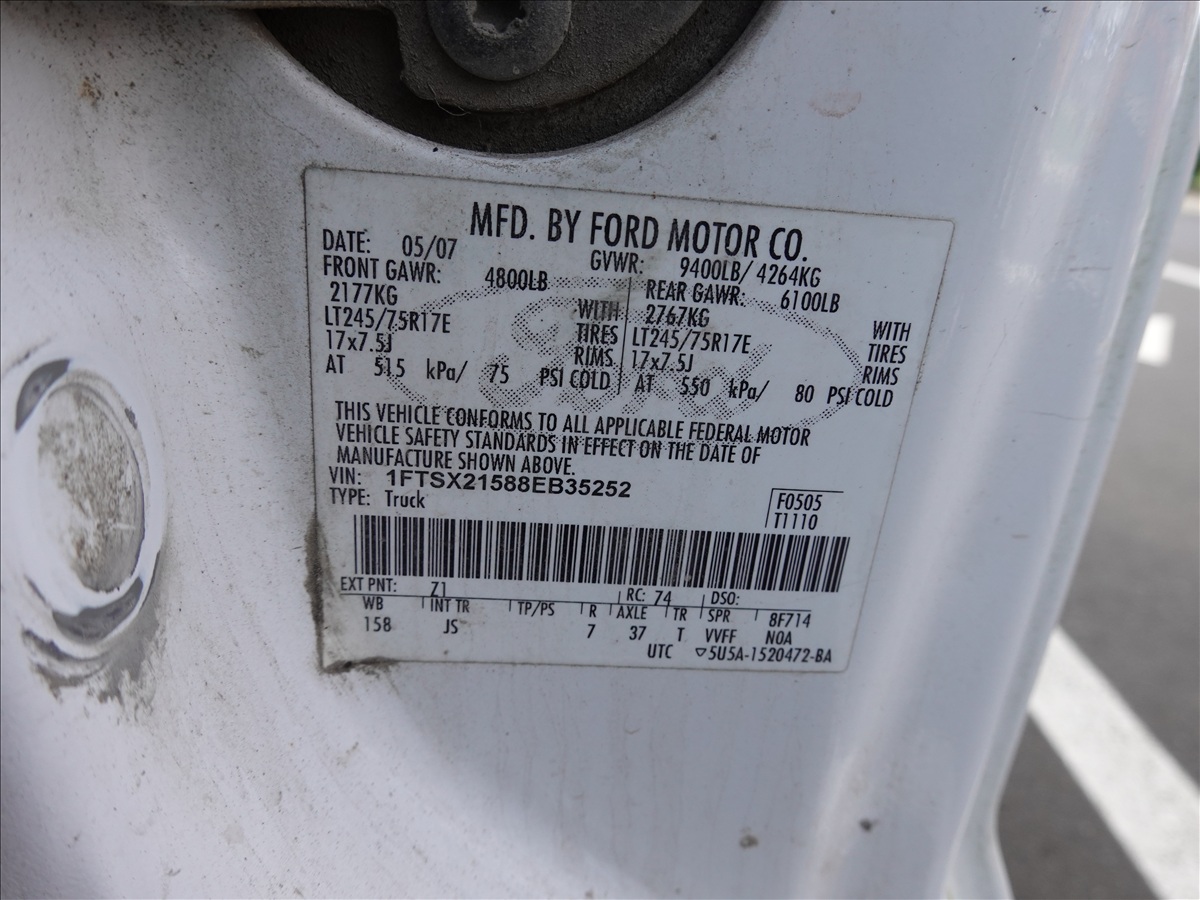 MFD. BY FORD MOTOR CO.
DATE: 05/07 GVWR: 9400LB/ 4264KG
FRONT GAWR: 4800LB REAR GAWR: 6100LB
2177KG WITH 2767KG WITH
LT245/75R17E TIRES LT245/75R17E TIRES
17x7.5J RIMS 17x7.5J RIMS
AT 515 kPa/ 75 PSI COLD AT 550 kPa/ 80 PSI COLD
THIS VEHICLE CONFORMS TO ALL APPLICABLE FEDERAL MOTOR
VEHICLE SAFETY STANDARDS IN EFFECT ON THE DATE OF
MANUFACTURE SHOWN ABOVE.
VIN: 1FTSX21588EB35252
TYPE: Truck
F0505
T1110
EXT PNT: Z1 RC: 74 DSO:
WB INT TR TP/PS R AXLE TR SPR 8F714
158 JS 7 37 T VVFF NOA
UTC ▽5U5A-1520472-BA
Ford